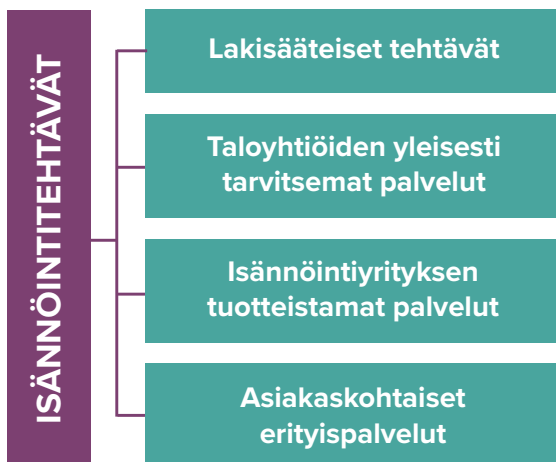 ISÄNNÖINTITEHTÄVÄT
Lakisääteiset tehtävät
Taloyhtiöiden yleisesti
tarvitsemat palvelut
Isännöintiyrityksen
tuotteistamat palvelut
Asiakaskohtaiset
erityispalvelut